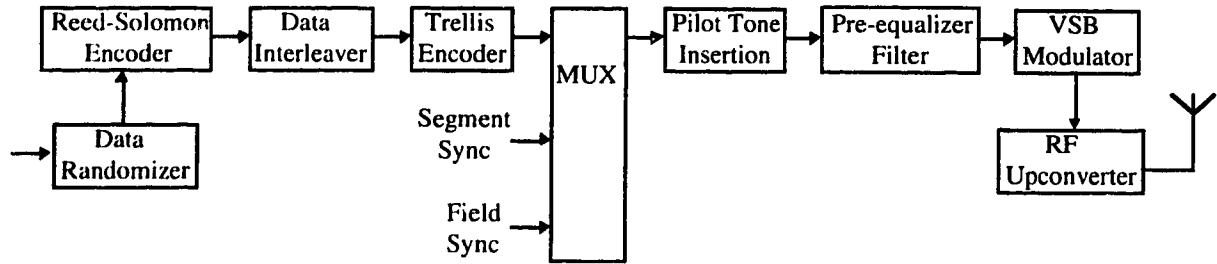 Reed-Solomon
Encoder
Data
Interleaver
Trellis
Encoder
MUX
Pilot Tone
Insertion
Pre-equalizer
Filter
VSB
Modulator
Segment
Sync
Data
Randomizer
RF
Upconverter
Field
Sync